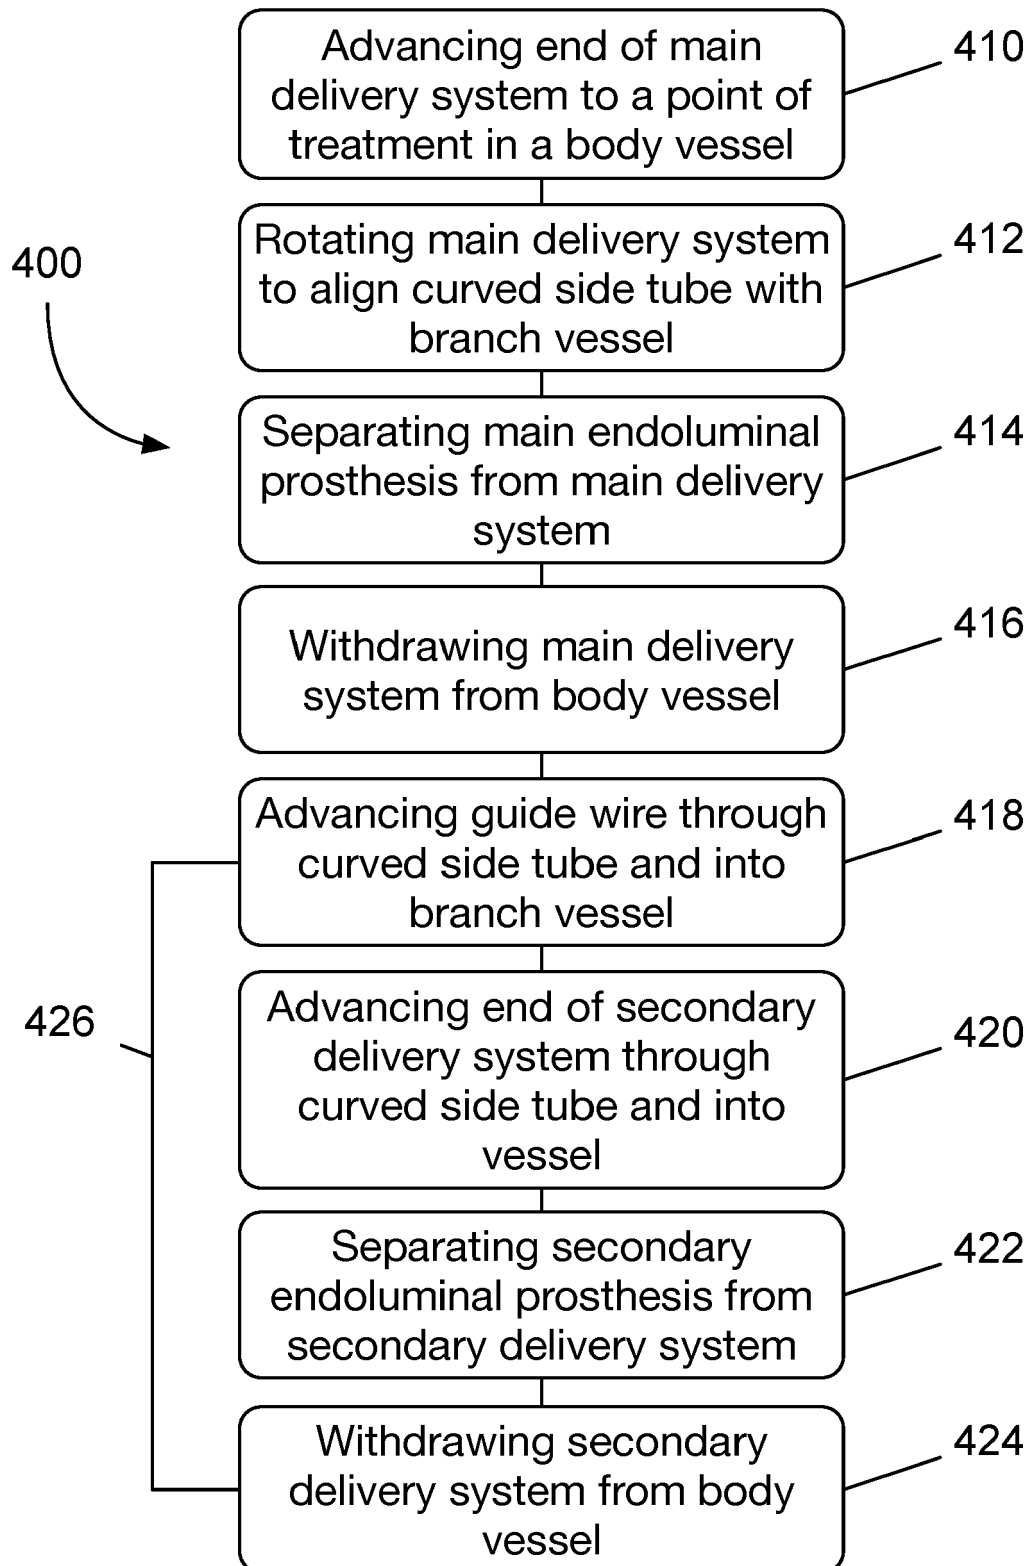 Advancing end of main
delivery system to a point of
treatment in a body vessel
410
Rotating main delivery system
to align curved side tube with
branch vessel
412
400
Separating main endoluminal
prosthesis from main delivery
system
414
Withdrawing main delivery
system from body vessel
416
Advancing guide wire through
curved side tube and into
branch vessel
418
Advancing end of secondary
delivery system through
curved side tube and into
vessel
420
426
Separating secondary
endoluminal prosthesis from
secondary delivery system
422
Withdrawing secondary
delivery system from body
vessel
424